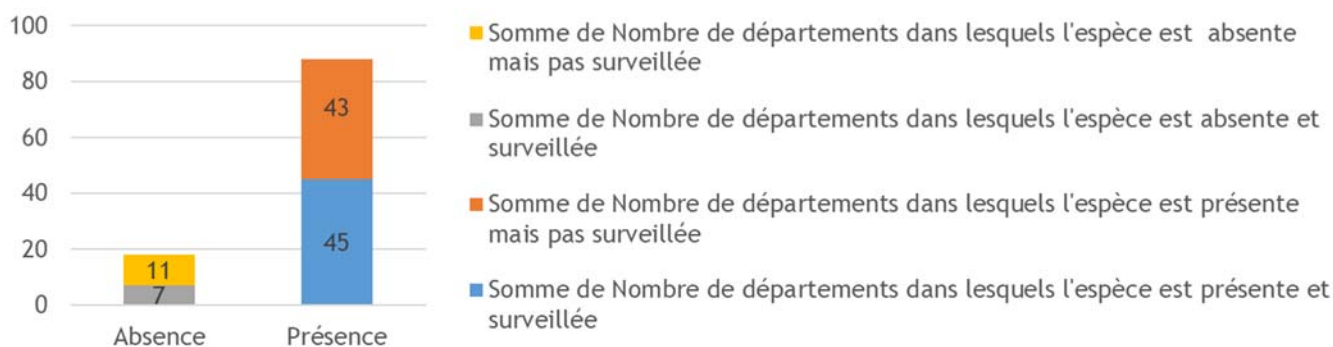 100
80
60
40
20
0
43
45
11
7
Absence
Présence
Somme de Nombre de départements dans lesquels l'espèce est  absente
mais pas surveillée
Somme de Nombre de départements dans lesquels l'espèce est absente et
surveillée
Somme de Nombre de départements dans lesquels l'espèce est présente
mais pas surveillée
Somme de Nombre de départements dans lesquels l'espèce est présente et
surveillée